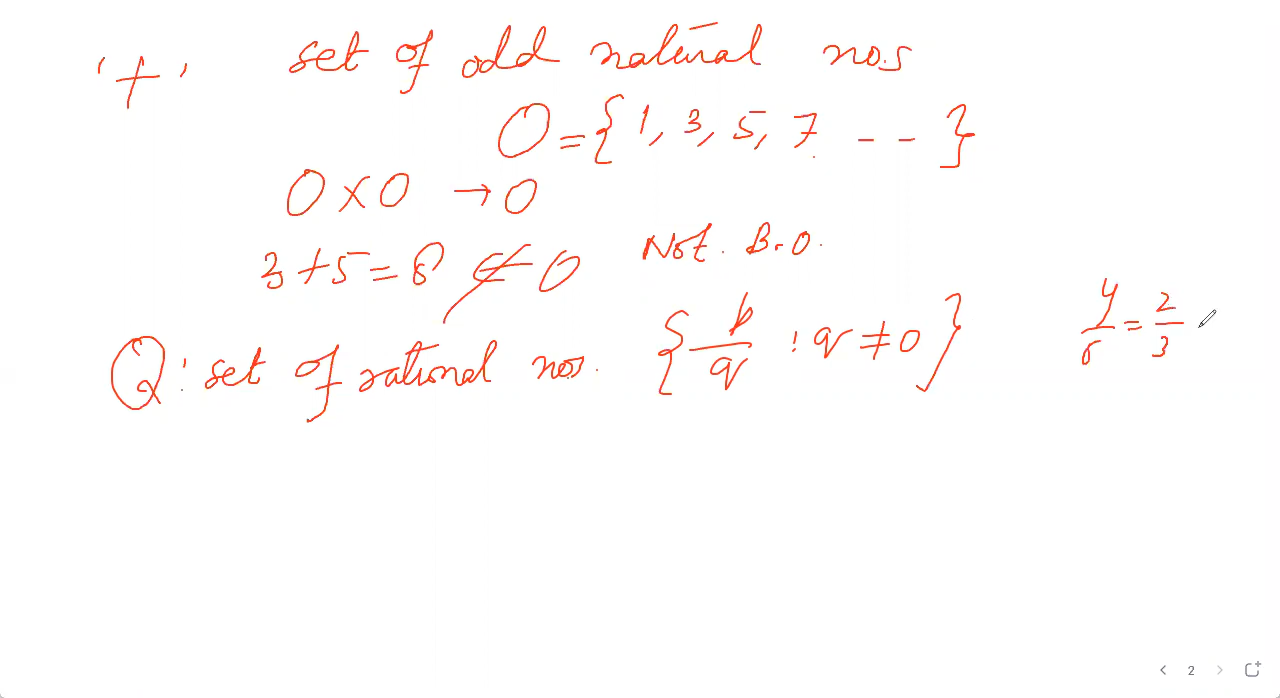 '+' set of odd natural nos
O = {1, 3, 5, 7 - - }
O × O → O
3 + 5 = 8 ∉ O Not. B.O.
Q : set of rational nos. {p/q : q ≠ 0} 4/6 = 2/3
2